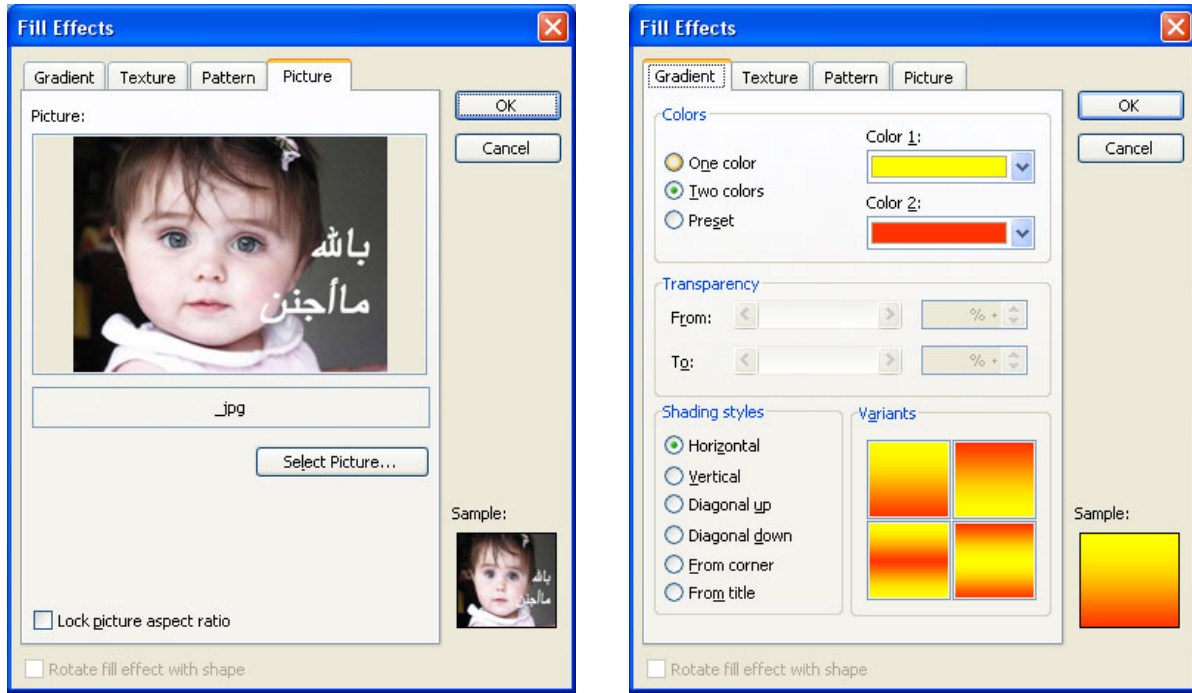 Fill Effects
Gradient
Texture
Pattern
Picture
Picture:
بالله
ماأجنن
_jpg
Select Picture...
Lock picture aspect ratio
Rotate fill effect with shape
OK
Cancel
Sample:
بالله
ماأجنن
Fill Effects
Gradient
Texture
Pattern
Picture
Colors
One color
Two colors
Preset
Color 1:
Color 2:
Transparency
From:
%
To:
%
Shading styles
Horizontal
Vertical
Diagonal up
Diagonal down
From corner
From title
Variants
Rotate fill effect with shape
OK
Cancel
Sample: